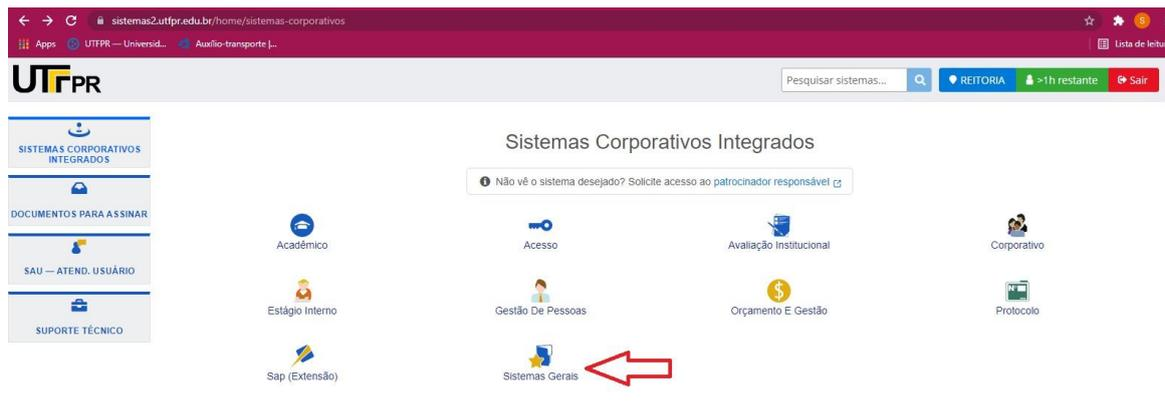 sistemas2.utfpr.edu.br/home/sistemas-corporativos
S
Apps UTFPR — Universid... Auxílio-transporte |... Lista de leitu
UTFPR
Pesquisar sistemas... REITORIA >1h restante Sair
SISTEMAS CORPORATIVOS
INTEGRADOS
DOCUMENTOS PARA ASSINAR
SAU — ATEND. USUÁRIO
SUPORTE TÉCNICO
Sistemas Corporativos Integrados
Não vê o sistema desejado? Solicite acesso ao patrocinador responsável
Acadêmico Acesso Avaliação Institucional Corporativo
Estágio Interno Gestão De Pessoas Orçamento E Gestão Protocolo
Sap (Extensão) Sistemas Gerais